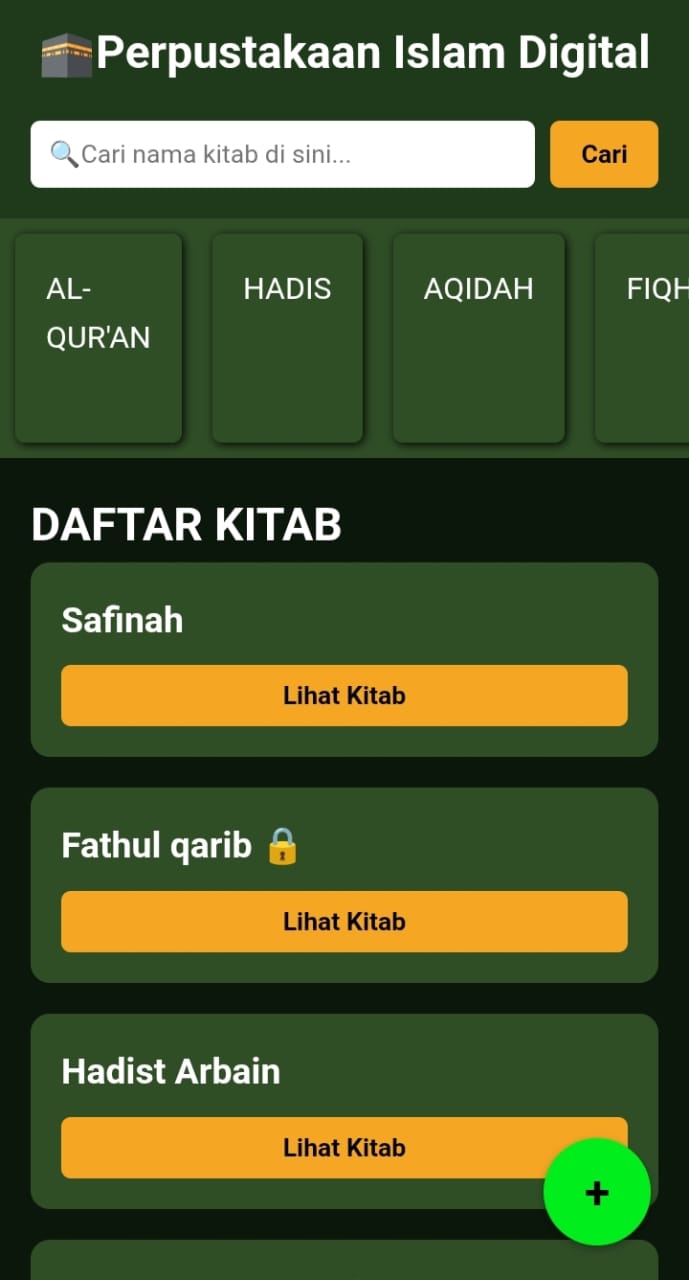 🕋Perpustakaan Islam Digital
🔍Cari nama kitab di sini...
Cari
AL-
QUR'AN
HADIS
AQIDAH
FIQH
DAFTAR KITAB
Safinah
Lihat Kitab
Fathul qarib 🔒
Lihat Kitab
Hadist Arbain
Lihat Kitab
+